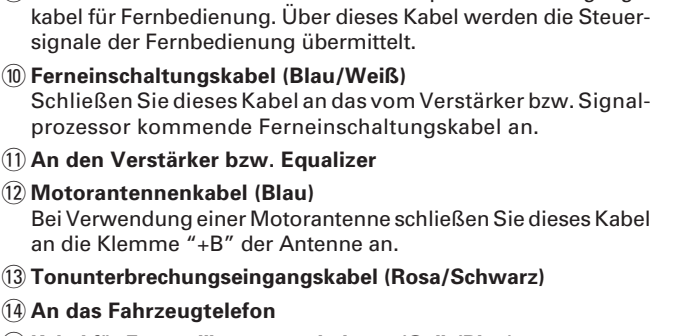 kabel für Fernbedienung. Über dieses Kabel werden die Steuer-
signale der Fernbedienung übermittelt.
⑩ Ferneinschaltungskabel (Blau/Weiß)
Schließen Sie dieses Kabel an das vom Verstärker bzw. Signal-
prozessor kommende Ferneinschaltungskabel an.
⑪ An den Verstärker bzw. Equalizer
⑫ Motorantennenkabel (Blau)
Bei Verwendung einer Motorantenne schließen Sie dieses Kabel
an die Klemme “+B” der Antenne an.
⑬ Tonunterbrechungseingangskabel (Rosa/Schwarz)
⑭ An das Fahrzeugtelefon